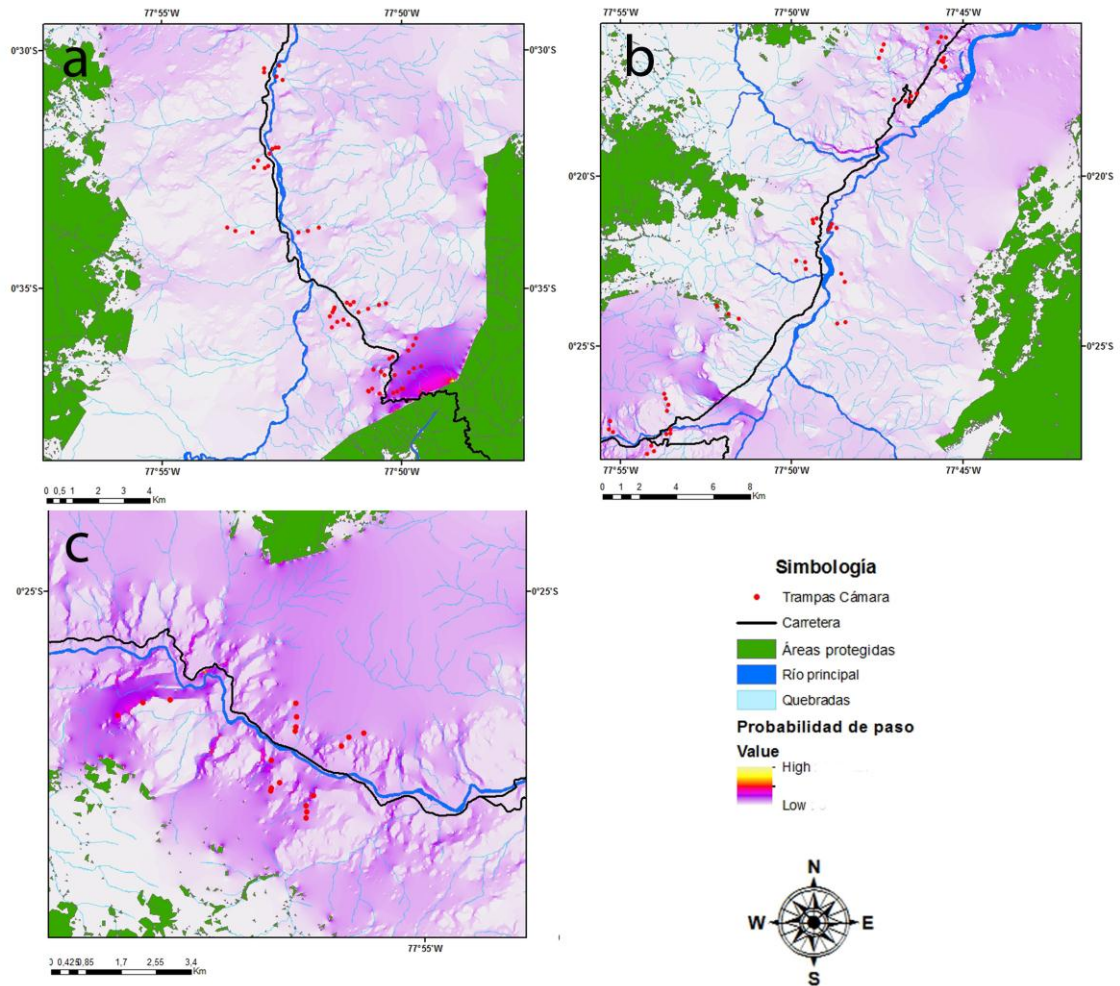 77°55'W 77°50'W
0°30'S 0°30'S
a
0°35'S 0°35'S
77°55'W 77°50'W
0 0,5 1 2 3 4 Km
77°50'W 77°45'W
b
0°20'S 0°20'S
0°25'S 0°25'S
77°55'W 77°50'W 77°45'W
0 1 2 4 6 8 Km
c
0°25'S 0°25'S
77°55'W
0 0,425 0,85 1,7 2,55 3,4 Km
Simbología
Trampas Cámara
Carretera
Áreas protegidas
Río principal
Quebradas
Probabilidad de paso
Value
High
Low
N
W E
S